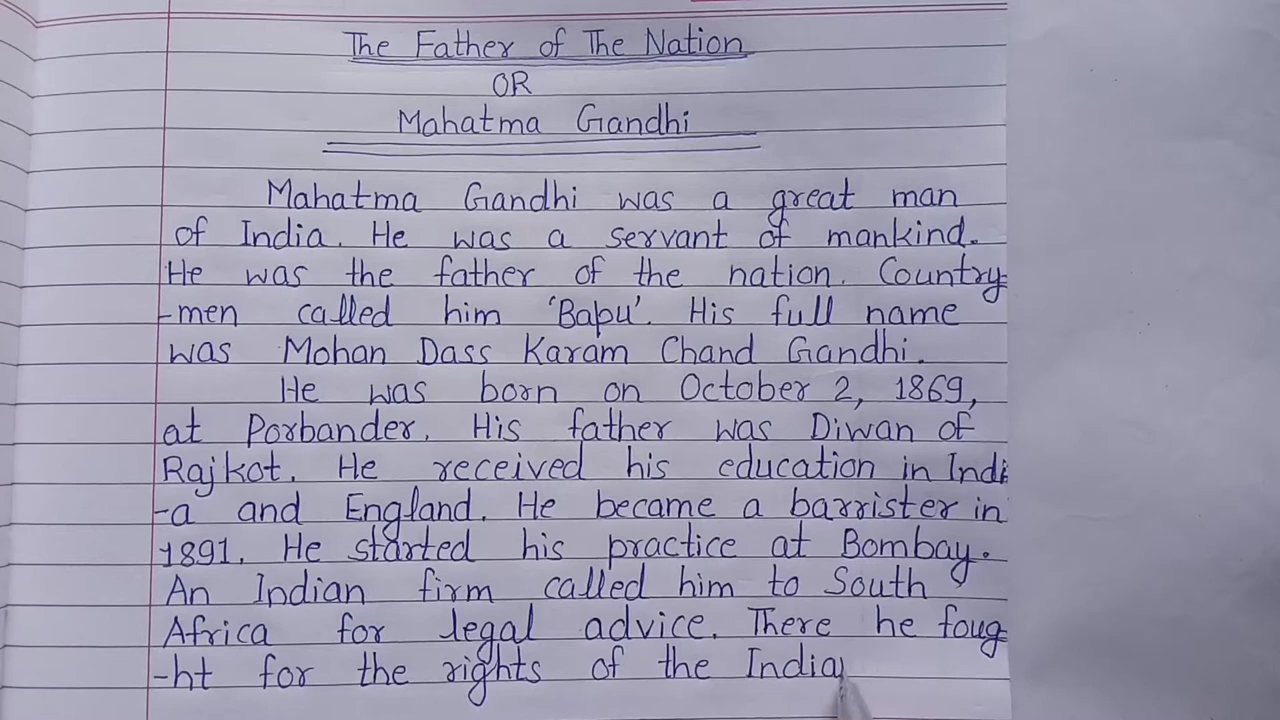 The Father of The Nation
OR
Mahatma Gandhi
Mahatma Gandhi was a great man
of India. He was a servant of mankind.
He was the father of the nation. Country
-men called him 'Bapu'. His full name
was Mohan Dass Karam Chand Gandhi.
He was born on October 2, 1869,
at Porbander. His father was Diwan of
Rajkot. He received his education in Indi
-a and England. He became a barrister in
1891. He started his practice at Bombay.
An Indian firm called him to South
Africa for legal advice. There he foug
-ht for the rights of the India